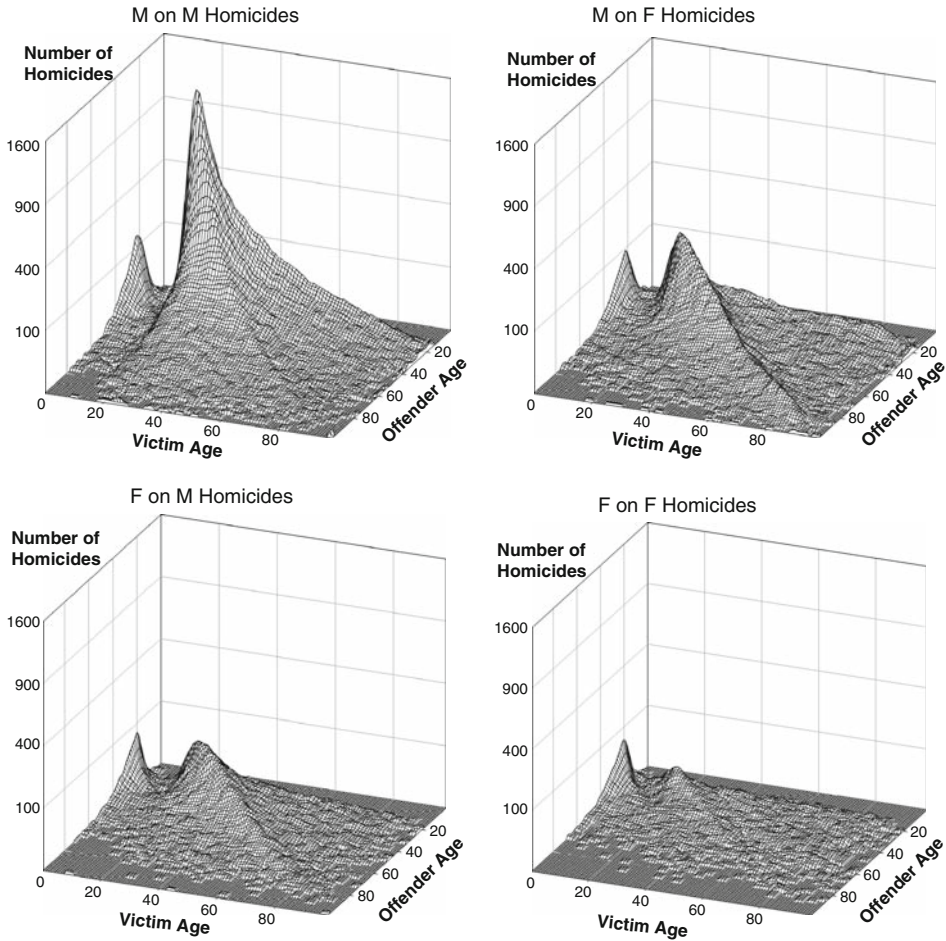 M on M Homicides
Number of
Homicides
1600
900
400
100
0
20
40
60
80
Victim Age
80
60
40
20
Offender Age
M on F Homicides
Number of
Homicides
1600
900
400
100
0
20
40
60
80
Victim Age
80
60
40
20
Offender Age
F on M Homicides
Number of
Homicides
1600
900
400
100
0
20
40
60
80
Victim Age
80
60
40
20
Offender Age
F on F Homicides
Number of
Homicides
1600
900
400
100
0
20
40
60
80
Victim Age
80
60
40
20
Offender Age